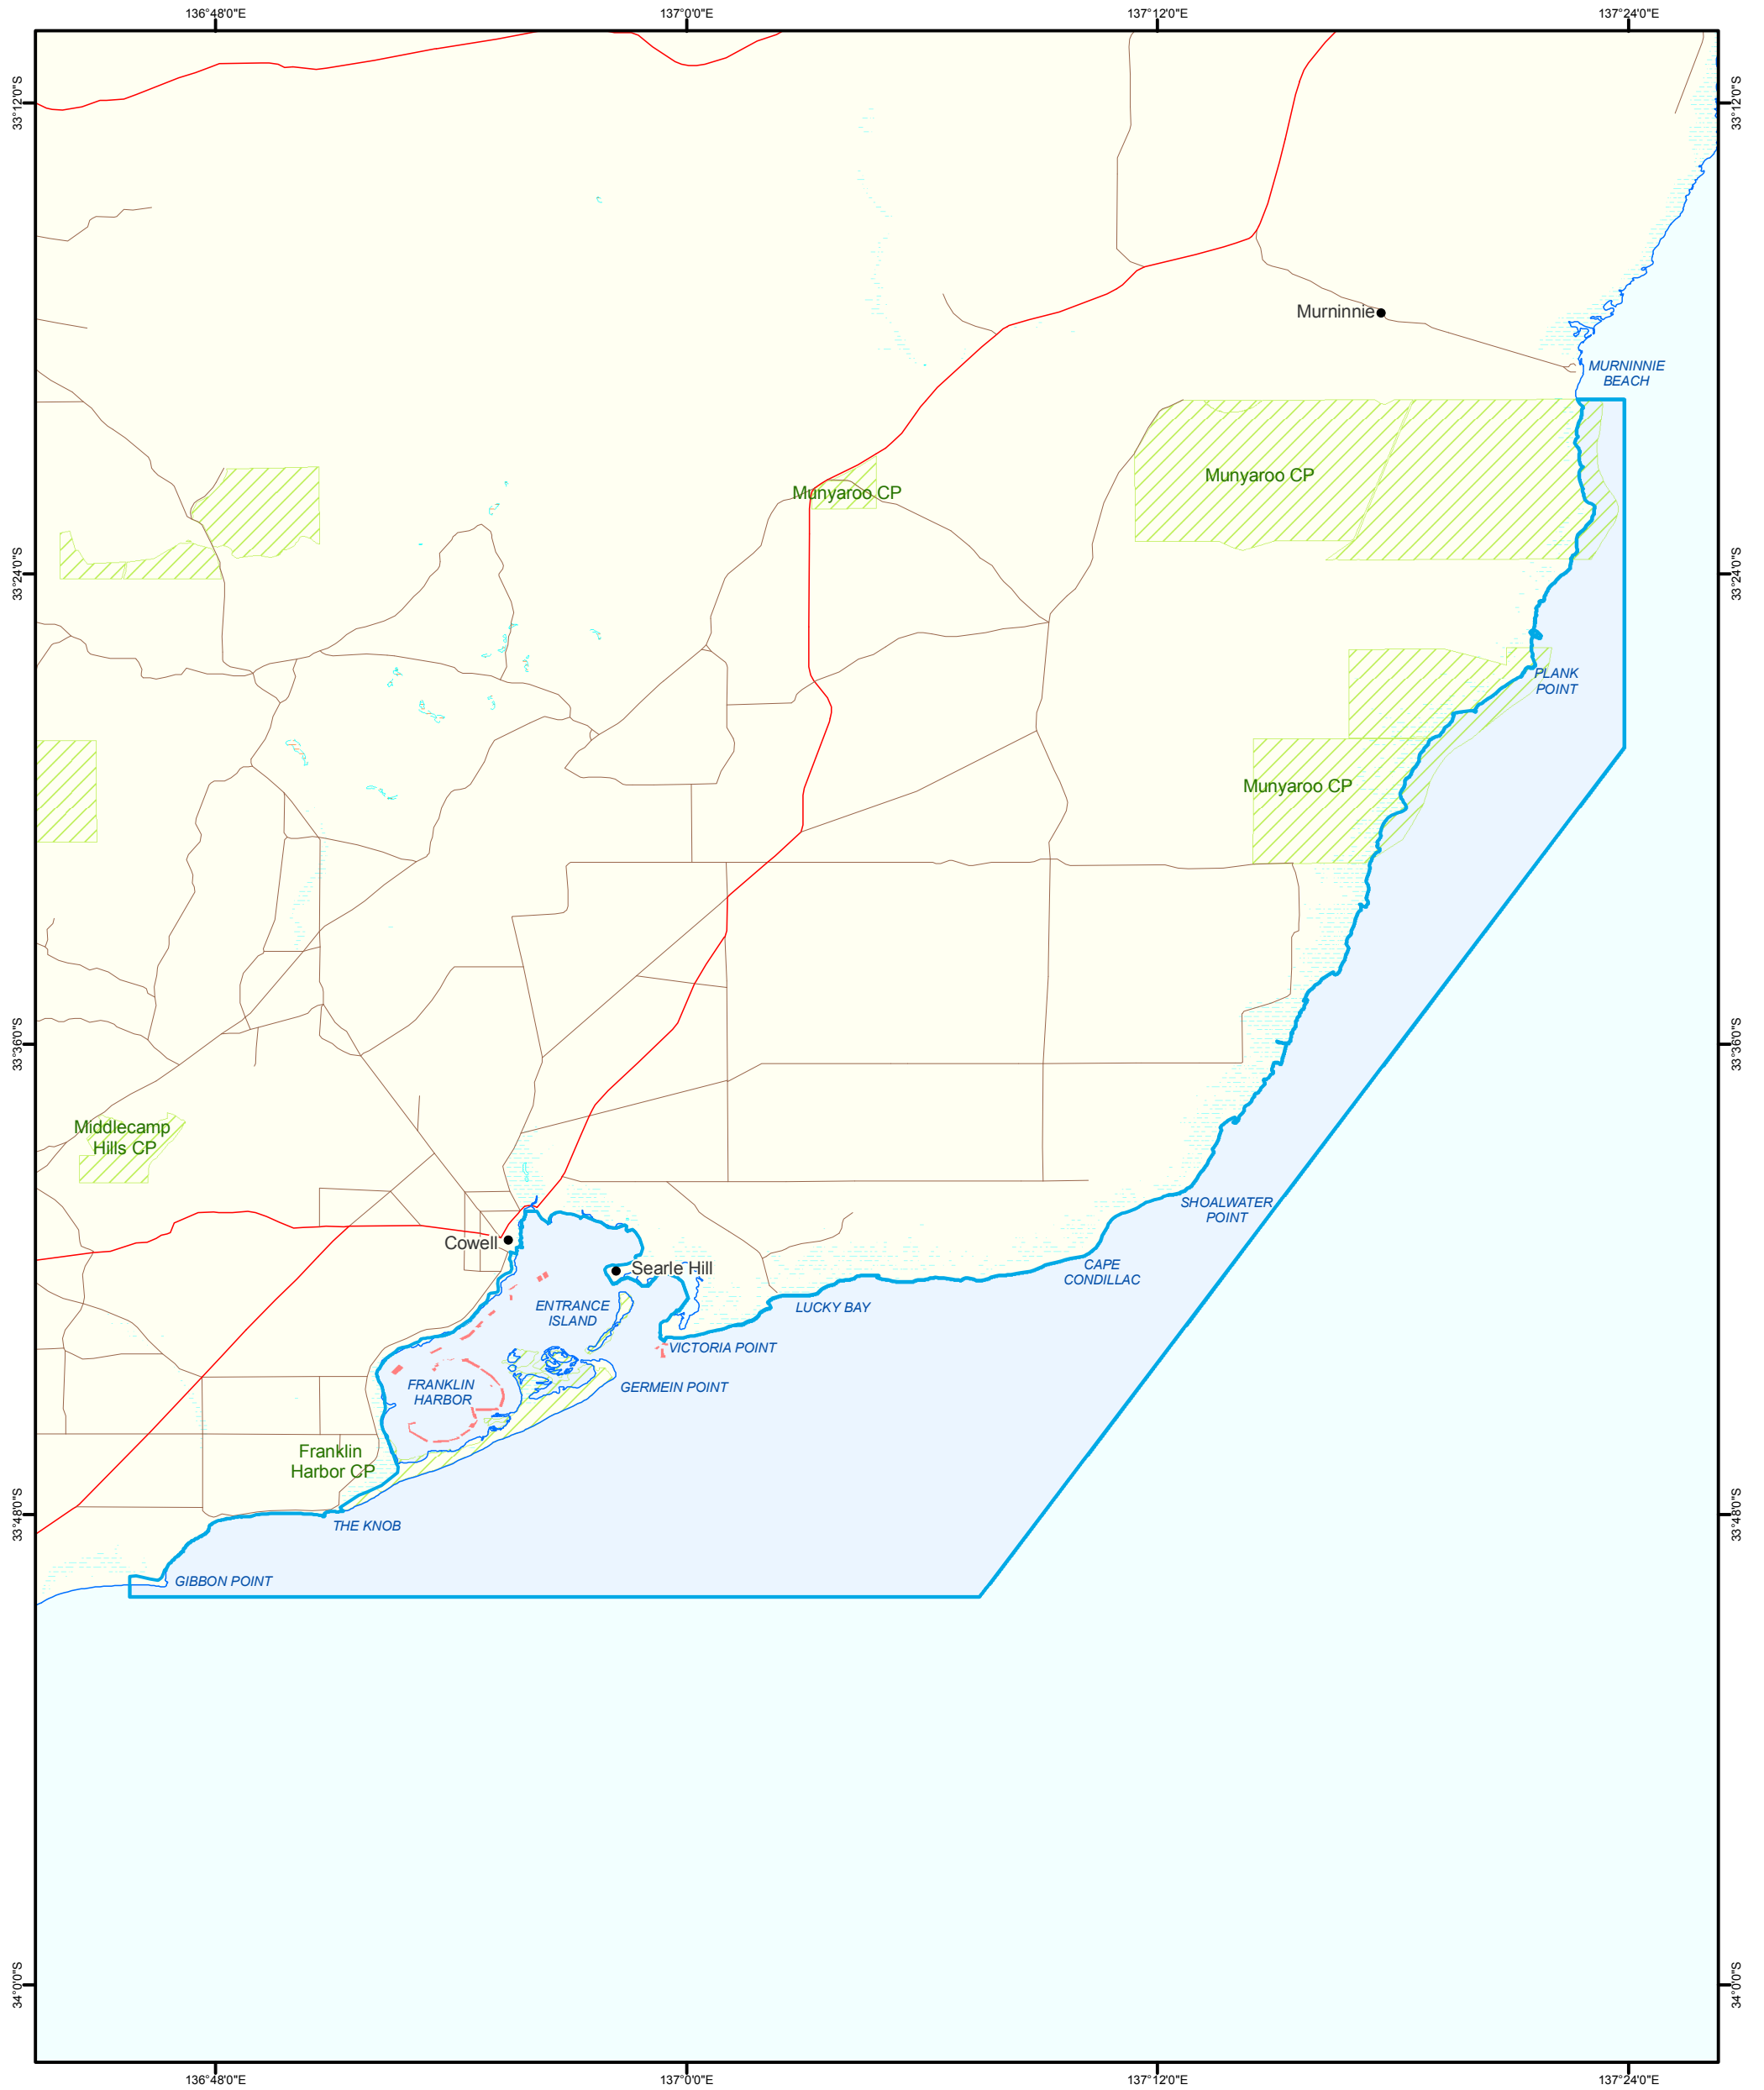 136°48'0"E
137°0'0"E
137°12'0"E
137°24'0"E
33°12'0"S
33°12'0"S
Murninnie
MURNINNIE
BEACH
Munyaroo CP
Munyaroo CP
33°24'0"S
33°24'0"S
PLANK
POINT
Munyaroo CP
33°36'0"S
33°36'0"S
Middlecamp
Hills CP
SHOALWATER
POINT
Cowell
Searle Hill
CAPE
CONDILLAC
ENTRANCE
ISLAND
LUCKY BAY
VICTORIA POINT
FRANKLIN
HARBOR
GERMEIN POINT
Franklin
Harbor CP
33°48'0"S
33°48'0"S
THE KNOB
GIBBON POINT
34°0'0"S
34°0'0"S
136°48'0"E
137°0'0"E
137°12'0"E
137°24'0"E